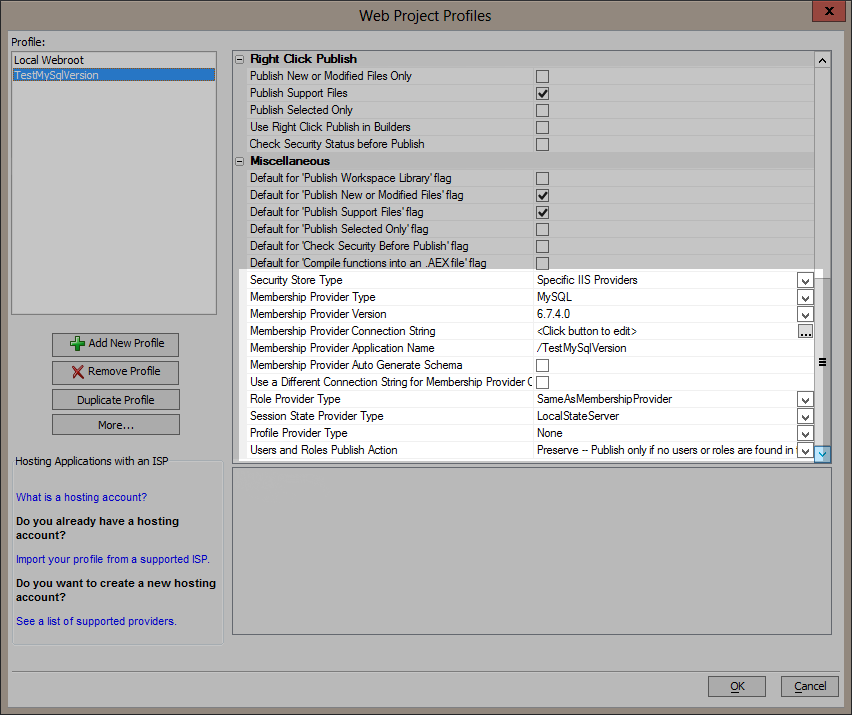 Web Project Profiles
x
Profile:
Local Webroot
TestMySqlVersion
Add New Profile
Remove Profile
Duplicate Profile
More...
Hosting Applications with an ISP
What is a hosting account?
Do you already have a hosting
account?
Import your profile from a supported ISP.
Do you want to create a new hosting
account?
See a list of supported providers.
Right Click Publish
Publish New or Modified Files Only
Publish Support Files
Publish Selected Only
Use Right Click Publish in Builders
Check Security Status before Publish
Miscellaneous
Default for 'Publish Workspace Library' flag
Default for 'Publish New or Modified Files' flag
Default for 'Publish Support Files' flag
Default for 'Publish Selected Only' flag
Default for 'Check Security Before Publish' flag
Default for 'Compile functions into an .AEX file' flag
Security Store Type Specific IIS Providers
Membership Provider Type MySQL
Membership Provider Version 6.7.4.0
Membership Provider Connection String <Click button to edit> ...
Membership Provider Application Name /TestMySqlVersion
Membership Provider Auto Generate Schema
Use a Different Connection String for Membership Provider
Role Provider Type SameAsMembershipProvider
Session State Provider Type LocalStateServer
Profile Provider Type None
Users and Roles Publish Action Preserve -- Publish only if no users or roles are found in
OK Cancel